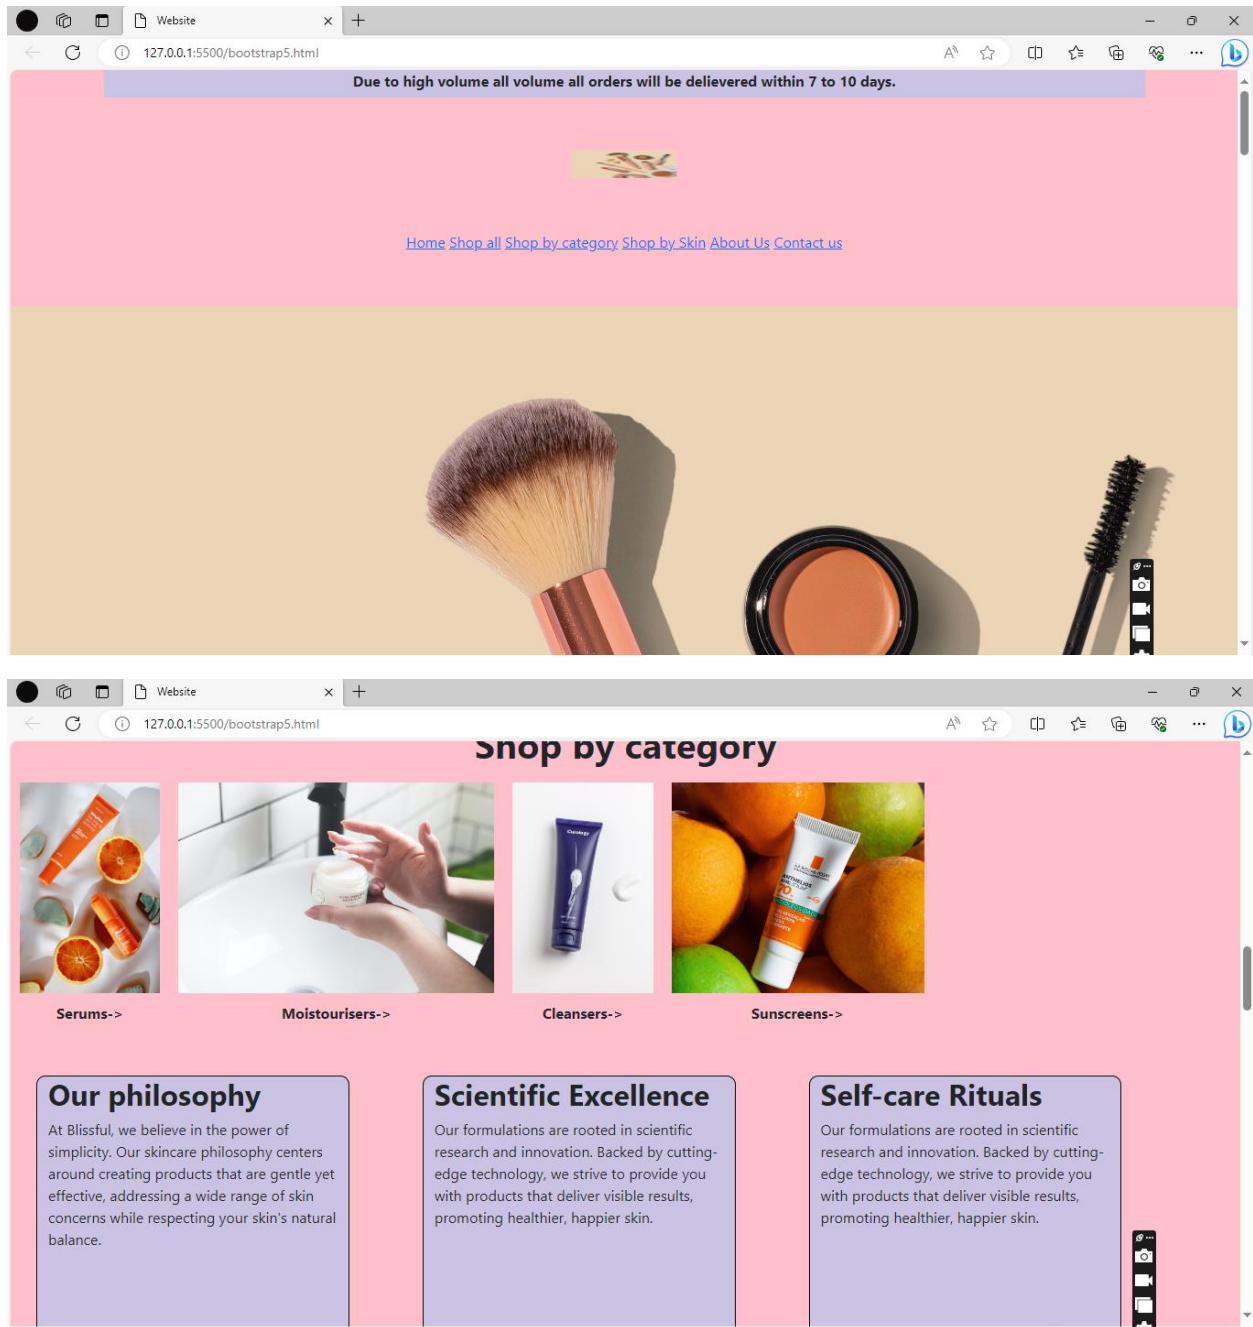 Website
127.0.0.1:5500/bootstrap5.html
Due to high volume all volume all orders will be delievered within 7 to 10 days.
Home Shop all Shop by category Shop by Skin About Us Contact us
Website
127.0.0.1:5500/bootstrap5.html
Shop by category
Curology
ANTHELIOS
70
Serums-> Moistourisers-> Cleansers-> Sunscreens->
Our philosophy
At Blissful, we believe in the power of
simplicity. Our skincare philosophy centers
around creating products that are gentle yet
effective, addressing a wide range of skin
concerns while respecting your skin's natural
balance.
Scientific Excellence
Our formulations are rooted in scientific
research and innovation. Backed by cutting-
edge technology, we strive to provide you
with products that deliver visible results,
promoting healthier, happier skin.
Self-care Rituals
Our formulations are rooted in scientific
research and innovation. Backed by cutting-
edge technology, we strive to provide you
with products that deliver visible results,
promoting healthier, happier skin.